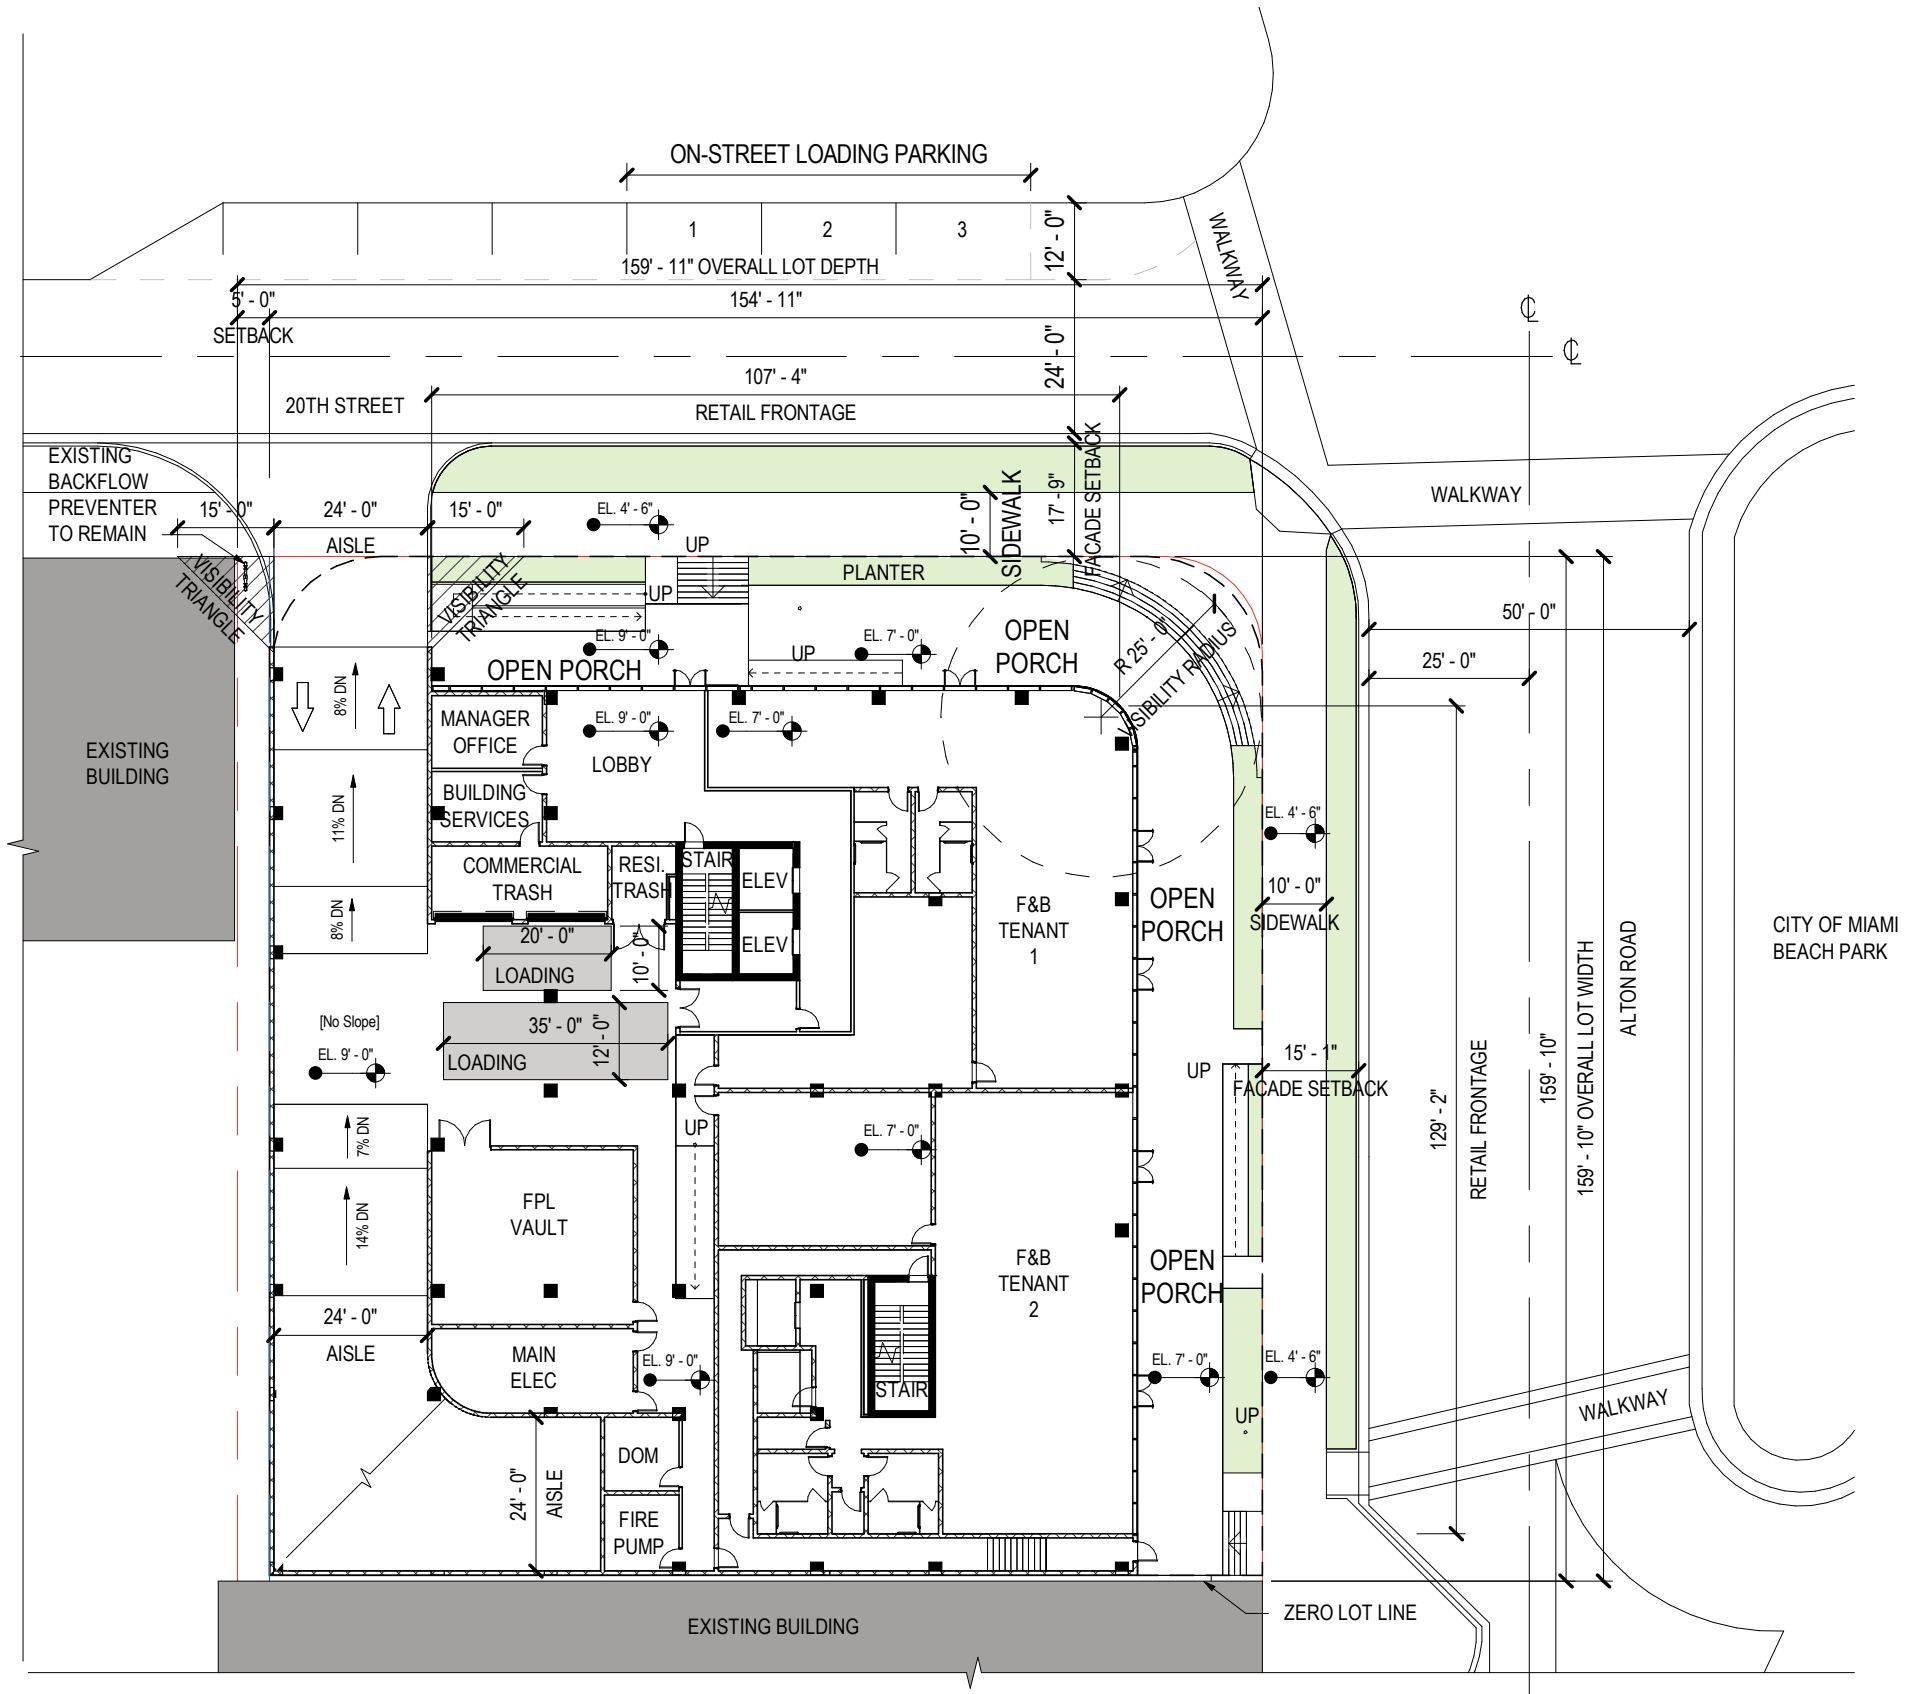 ON-STREET LOADING PARKING
1
2
3
12' - 0"
WALKWAY
159' - 11" OVERALL LOT DEPTH
5' - 0"
154' - 11"
SETBACK
24' - 0"
107' - 4"
20TH STREET
RETAIL FRONTAGE
EXISTING
BACKFLOW
PREVENTER
TO REMAIN
15' - 0"
24' - 0"
AISLE
15' - 0"
EL. 4' - 6"
10' - 0"
SIDEWALK
17' - 9"
FACADE SETBACK
WALKWAY
VISIBILITY
TRIANGLE
VISIBILITY
TRIANGLE
UP
UP
PLANTER
EL. 9' - 0"
OPEN PORCH
EL. 7' - 0"
UP
OPEN
PORCH
R 25' - 0"
VISIBILITY RADIUS
50' - 0"
25' - 0"
8% DN
MANAGER
OFFICE
EL. 9' - 0"
LOBBY
EL. 7' - 0"
EXISTING
BUILDING
11% DN
BUILDING
SERVICES
EL. 4' - 6"
COMMERCIAL
TRASH
RESI.
TRASH
STAIR
ELEV
ELEV
8% DN
F&B
TENANT
1
OPEN
PORCH
10' - 0"
SIDEWALK
20' - 0"
LOADING
10' - 0"
CITY OF MIAMI
BEACH PARK
ALTON ROAD
[No Slope]
EL. 9' - 0"
35' - 0"
LOADING
12' - 0"
UP
15' - 1"
FACADE SETBACK
129' - 2"
RETAIL FRONTAGE
159' - 10"
159' - 10" OVERALL LOT WIDTH
7% DN
UP
EL. 7' - 0"
FPL
VAULT
14% DN
F&B
TENANT
2
OPEN
PORCH
24' - 0"
AISLE
MAIN
ELEC
EL. 9' - 0"
STAIR
EL. 7' - 0"
EL. 4' - 6"
UP
WALKWAY
DOM
24' - 0"
AISLE
FIRE
PUMP
EXISTING BUILDING
ZERO LOT LINE